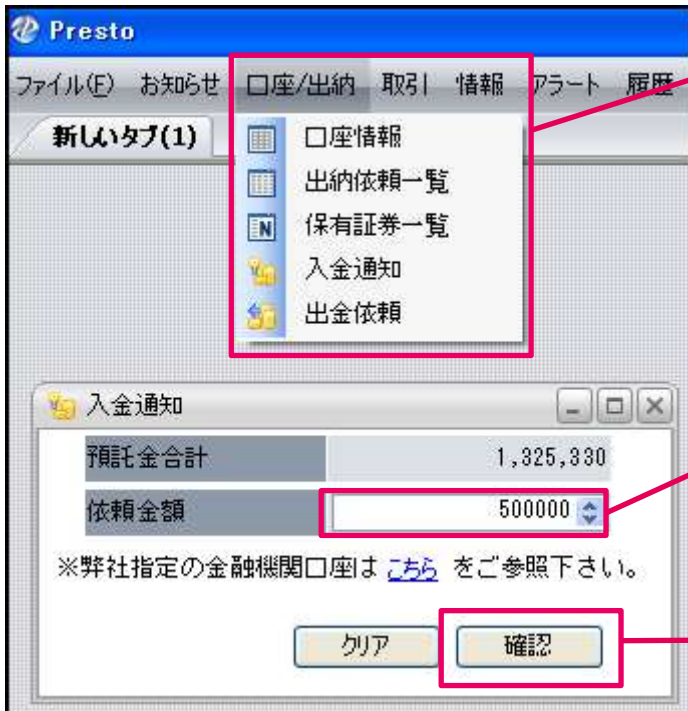 Presto
ファイル(F) お知らせ 口座/出納 取引 情報 アラート 履歴
新しいタブ(1)
口座情報
出納依頼一覧
保有証券一覧
入金通知
出金依頼
入金通知
預託金合計 1,325,330
依頼金額 500000
※弊社指定の金融機関口座は こちら をご参照下さい。
クリア 確認